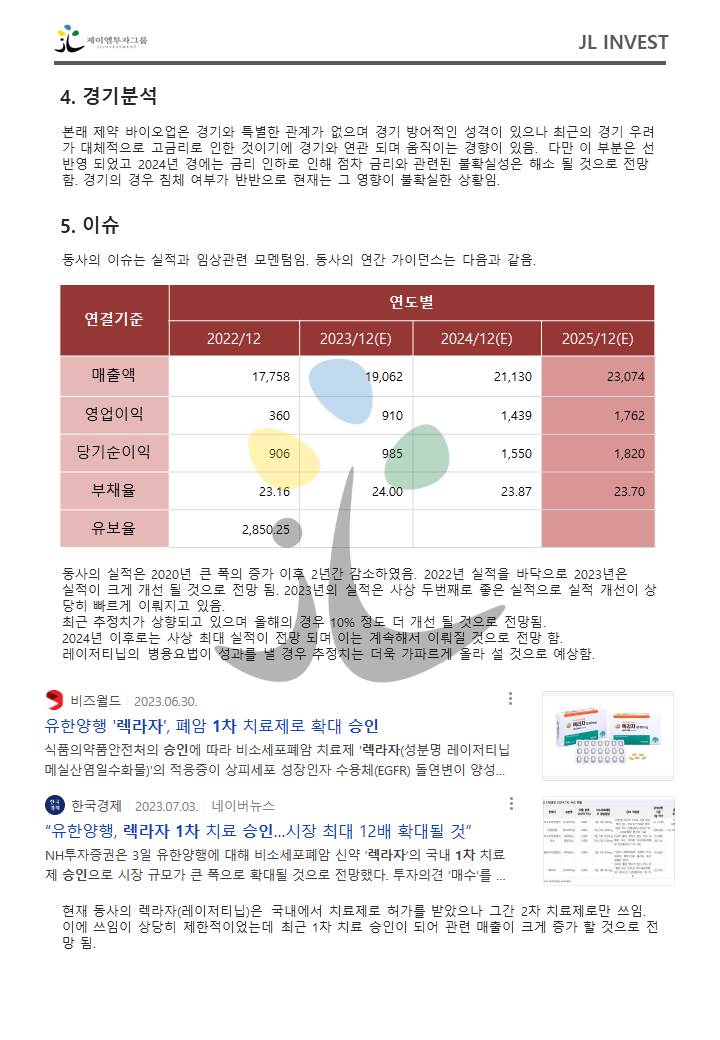 제이엘투자그룹
JL INVESTMENT
JL INVEST
4. 경기분석
본래 제약 바이오업은 경기와 특별한 관계가 없으며 경기 방어적인 성격이 있으나 최근의 경기 우려
가 대체적으로 고금리로 인한 것이기에 경기와 연관 되며 움직이는 경향이 있음. 다만 이 부분은 선
반영 되었고 2024년 경에는 금리 인하로 인해 점차 금리와 관련된 불확실성은 해소 될 것으로 전망
함. 경기의 경우 침체 여부가 반반으로 현재는 그 영향이 불확실한 상황임.
5. 이슈
동사의 이슈는 실적과 임상관련 모멘텀임. 동사의 연간 가이던스는 다음과 같음.
연결기준 연도별
2022/12 2023/12(E) 2024/12(E) 2025/12(E)
매출액 17,758 19,062 21,130 23,074
영업이익 360 910 1,439 1,762
당기순이익 906 985 1,550 1,820
부채율 23.16 24.00 23.87 23.70
유보율 2,850.25
동사의 실적은 2020년 큰 폭의 증가 이후 2년간 감소하였음. 2022년 실적을 바닥으로 2023년은
실적이 크게 개선 될 것으로 전망 됨. 2023년의 실적은 사상 두번째로 좋은 실적으로 실적 개선이 상
당히 빠르게 이뤄지고 있음.
최근 추정치가 상향되고 있으며 올해의 경우 10% 정도 더 개선 될 것으로 전망됨.
2024년 이후로는 사상 최대 실적이 전망 되며 이는 계속해서 이뤄질 것으로 전망 함.
레이저티닙의 병용요법이 성과를 낼 경우 추정치는 더욱 가파르게 올라 설 것으로 예상함.
비즈월드 2023.06.30.
유한양행 '렉라자', 폐암 1차 치료제로 확대 승인
식품의약품안전처의 승인에 따라 비소세포폐암 치료제 '렉라자(성분명 레이저티닙
메실산염일수화물)'의 적응증이 상피세포 성장인자 수용체(EGFR) 돌연변이 양성...
한국경제 2023.07.03. 네이버뉴스
“유한양행, 렉라자 1차 치료 승인…시장 최대 12배 확대될 것”
NH투자증권은 3일 유한양행에 대해 비소세포폐암 신약 ‘렉라자’의 국내 1차 치료
제 승인으로 시장 규모가 큰 폭으로 확대될 것으로 전망했다. 투자의견 '매수'를 ...
현재 동사의 렉라자(레이저티닙)은 국내에서 치료제로 허가를 받았으나 그간 2차 치료제로만 쓰임.
이에 쓰임이 상당히 제한적이었는데 최근 1차 치료 승인이 되어 관련 매출이 크게 증가 할 것으로 전
망 됨.